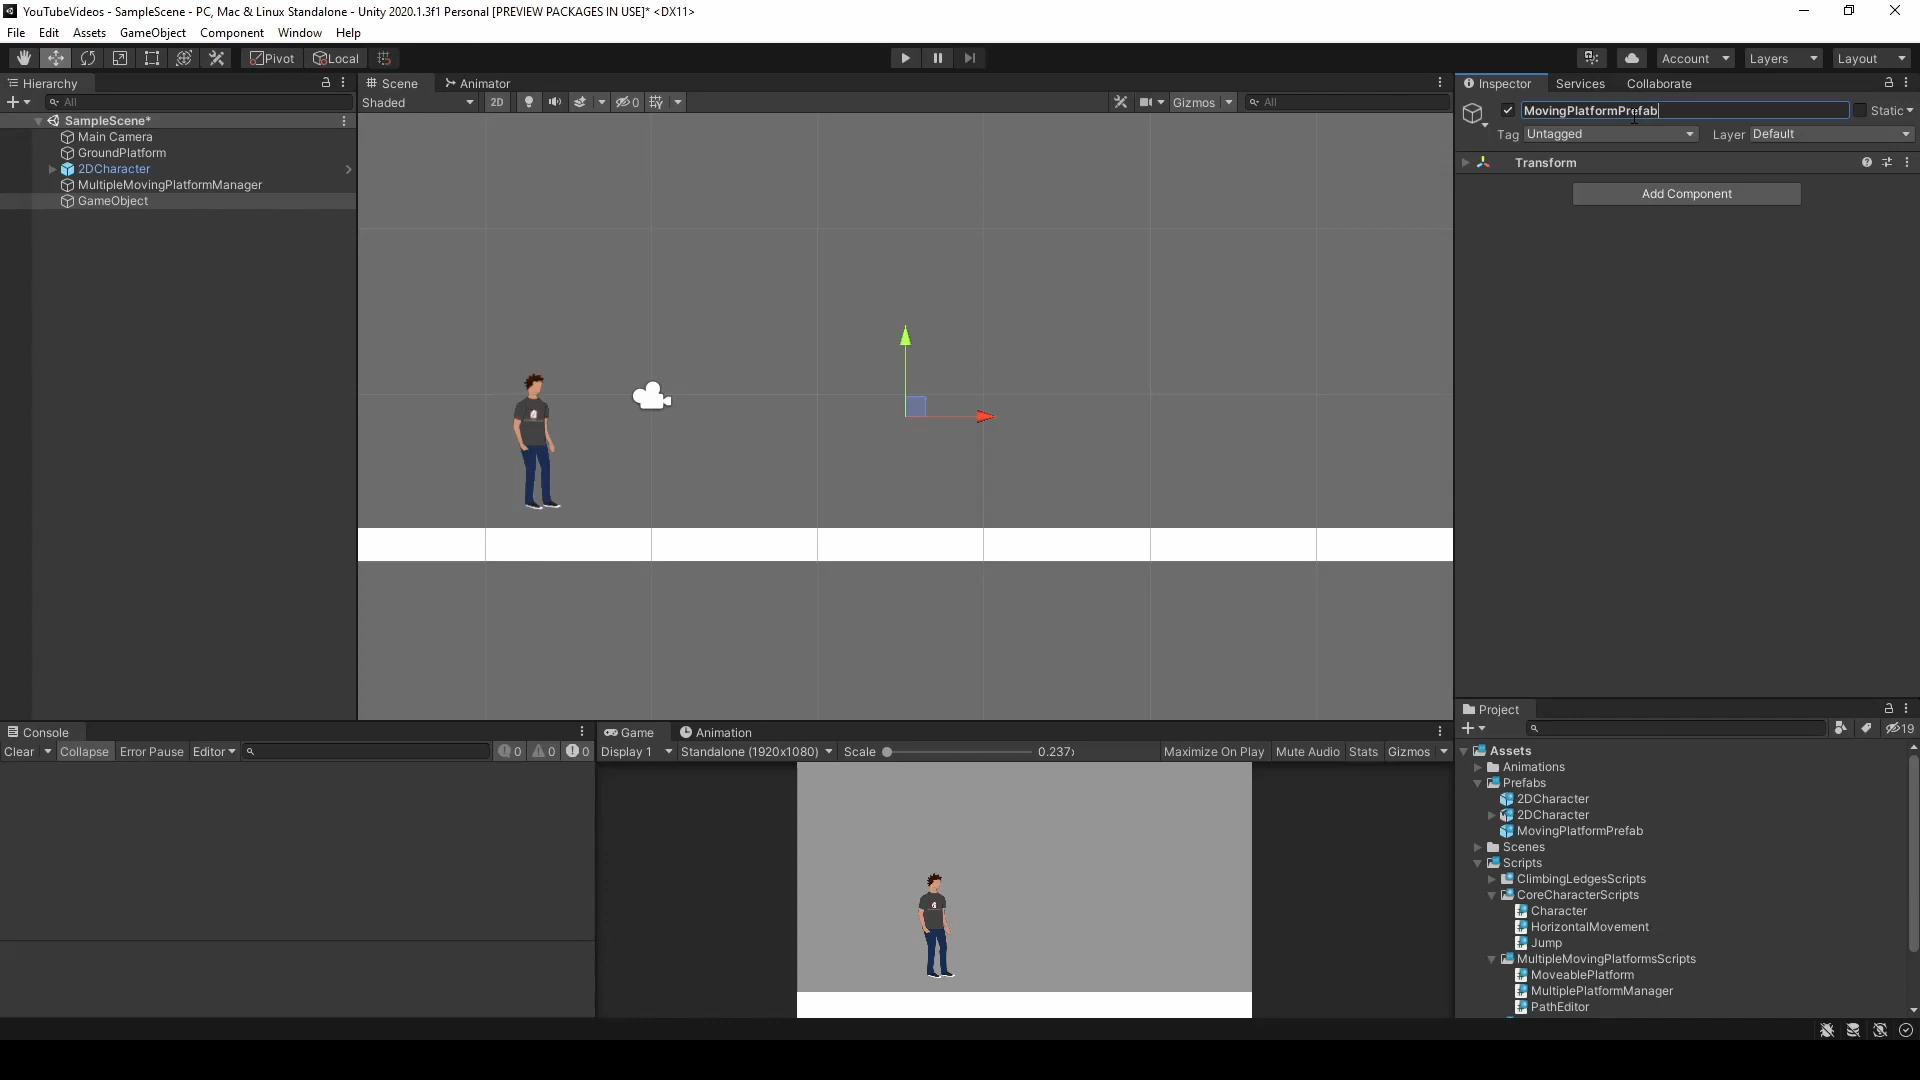 YouTubeVideos - SampleScene - PC, Mac & Linux Standalone - Unity 2020.1.3f1 Personal [PREVIEW PACKAGES IN USE]* <DX11>
File Edit Assets GameObject Component Window Help
Pivot Local Account Layers Layout
Hierarchy
All
SampleScene*
Main Camera
GroundPlatform
2DCharacter
MultipleMovingPlatformManager
GameObject
Scene Animator
Shaded 2D 0 Gizmos All
Inspector Services Collaborate
MovingPlatformPrefab Static
Tag Untagged Layer Default
Transform
Add Component
Console
Clear Collapse Error Pause Editor 0 0 0
Game Animation
Display 1 Standalone (1920x1080) Scale 0.237x Maximize On Play Mute Audio Stats Gizmos
Project
19
Assets
Animations
Prefabs
2DCharacter
2DCharacter
MovingPlatformPrefab
Scenes
Scripts
ClimbingLedgesScripts
CoreCharacterScripts
Character
HorizontalMovement
Jump
MultipleMovingPlatformsScripts
MoveablePlatform
MultiplePlatformManager
PathEditor